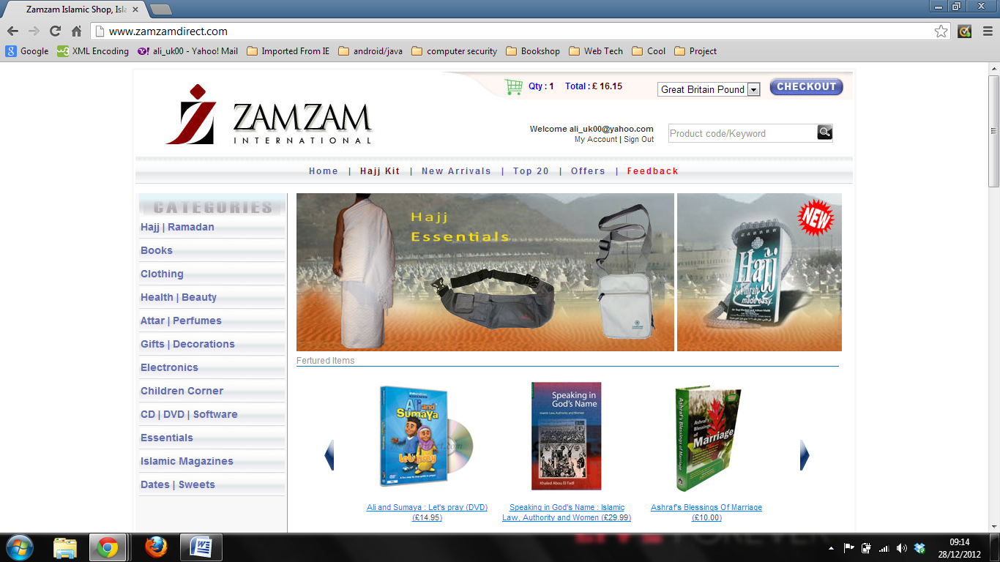 Zamzam Islamic Shop, Isla
www.zamzamdirect.com
Google
XML Encoding
ali_uk00 - Yahoo! Mail
Imported From IE
android/java
computer security
Bookshop
Web Tech
Cool
Project
ZAMZAM
INTERNATIONAL
Qty : 1 Total : £ 16.15
Great Britain Pound
CHECKOUT
Welcome ali_uk00@yahoo.com
My Account | Sign Out
Product code/Keyword
Home | Hajj Kit | New Arrivals | Top 20 | Offers | Feedback
CATEGORIES
Hajj | Ramadan
Books
Clothing
Health | Beauty
Attar | Perfumes
Gifts | Decorations
Electronics
Children Corner
CD | DVD | Software
Essentials
Islamic Magazines
Dates | Sweets
Hajj
Essentials
NEW
Hajj
& Umrah
made easy
Fertured Items
Ali and
Sumaya
Let's pray
Speaking in
God's Name
Islamic Law, Authority and Women
Khaled Abou El Fadl
Ashraf's Blessings of Marriage
Ashraf's
Blessings
of
Marriage
Ali and Sumaya : Let's pray (DVD)
(£14.95)
Speaking in God's Name : Islamic
Law, Authority and Women (£29.99)
Ashraf's Blessings Of Marriage
(£10.00)
LIVE FOREVER
09:14
28/12/2012